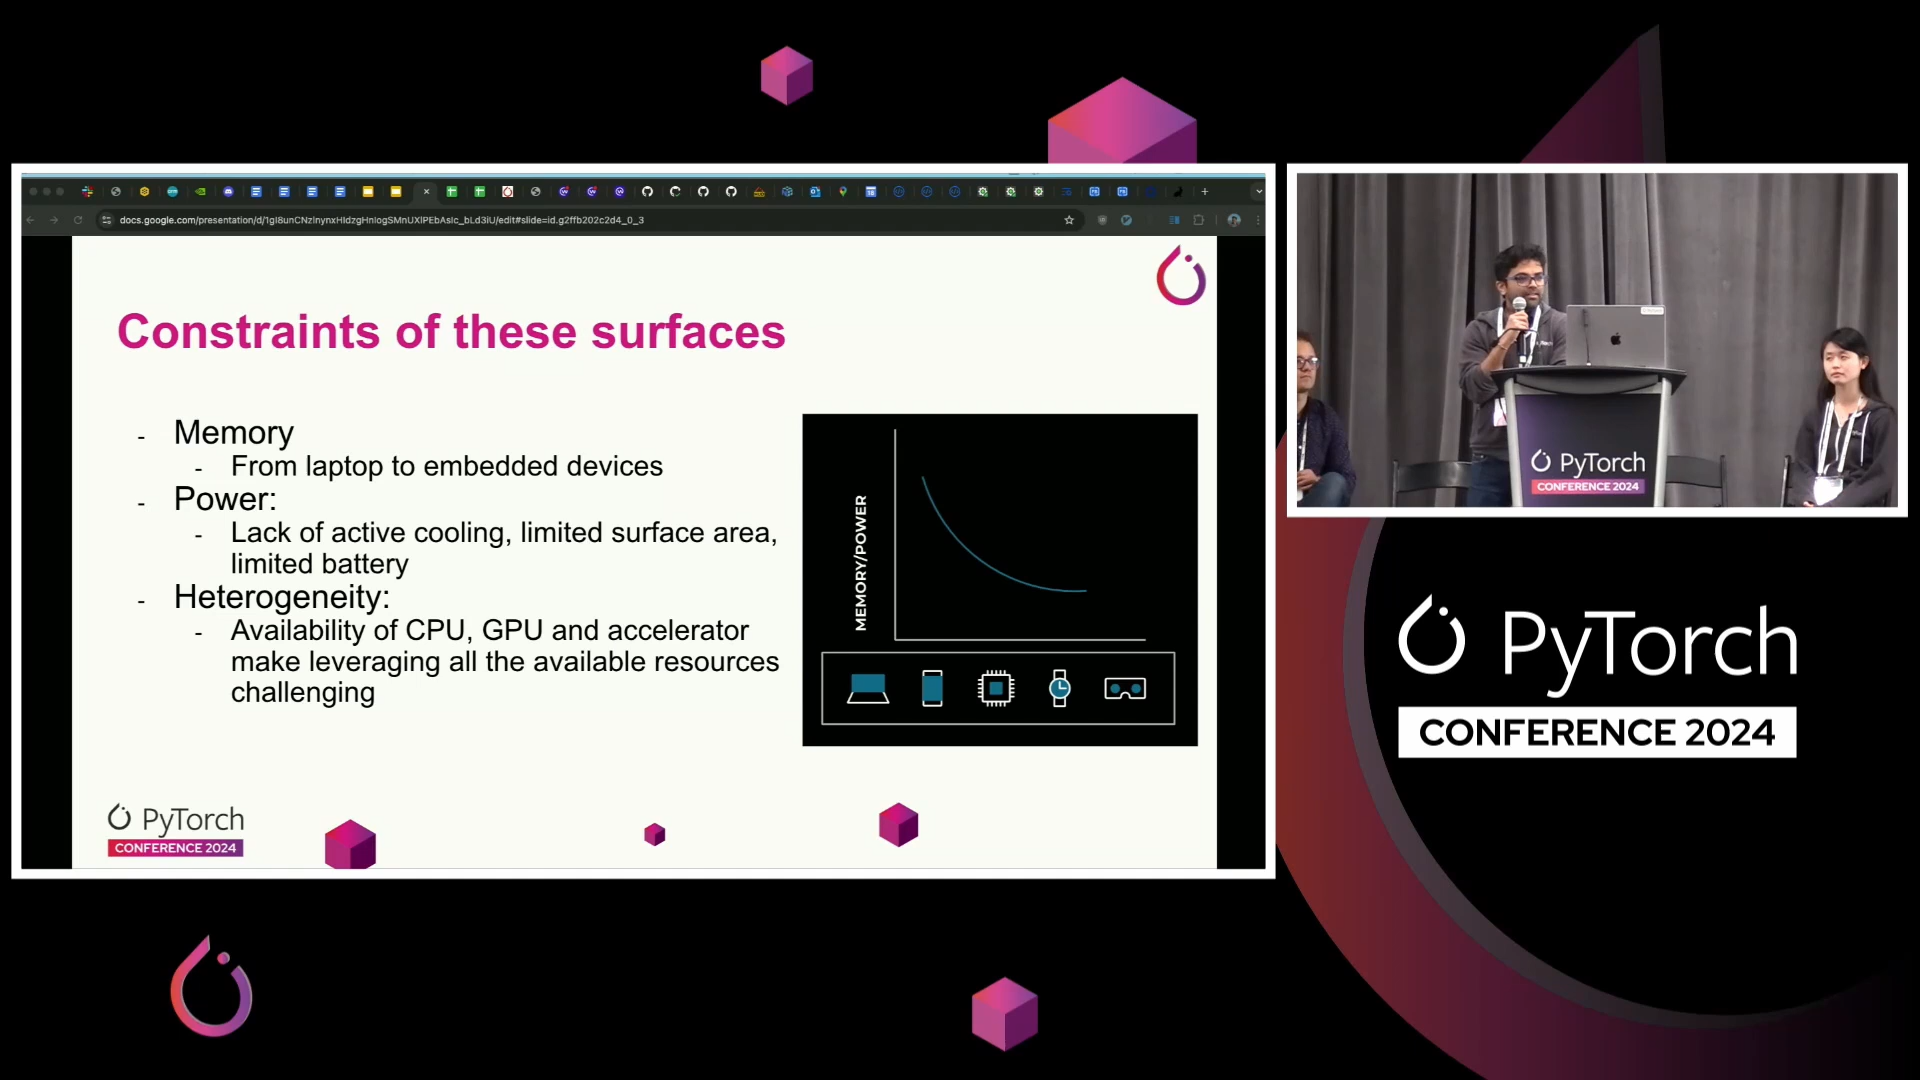 Constraints of these surfaces
- Memory
- From laptop to embedded devices
- Power:
- Lack of active cooling, limited surface area,
limited battery
- Heterogeneity:
- Availability of CPU, GPU and accelerator
make leveraging all the available resources
challenging
MEMORY/POWER
PyTorch
CONFERENCE 2024
PyTorch
CONFERENCE 2024
PyTorch
CONFERENCE 2024